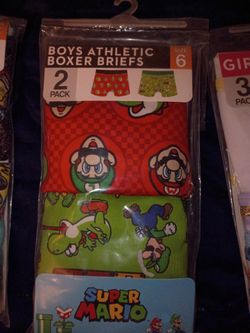 BOYS ATHLETIC
BOXER BRIEFS
SIZE
6
2
PACK
GIR
3
SUPER
MARIO